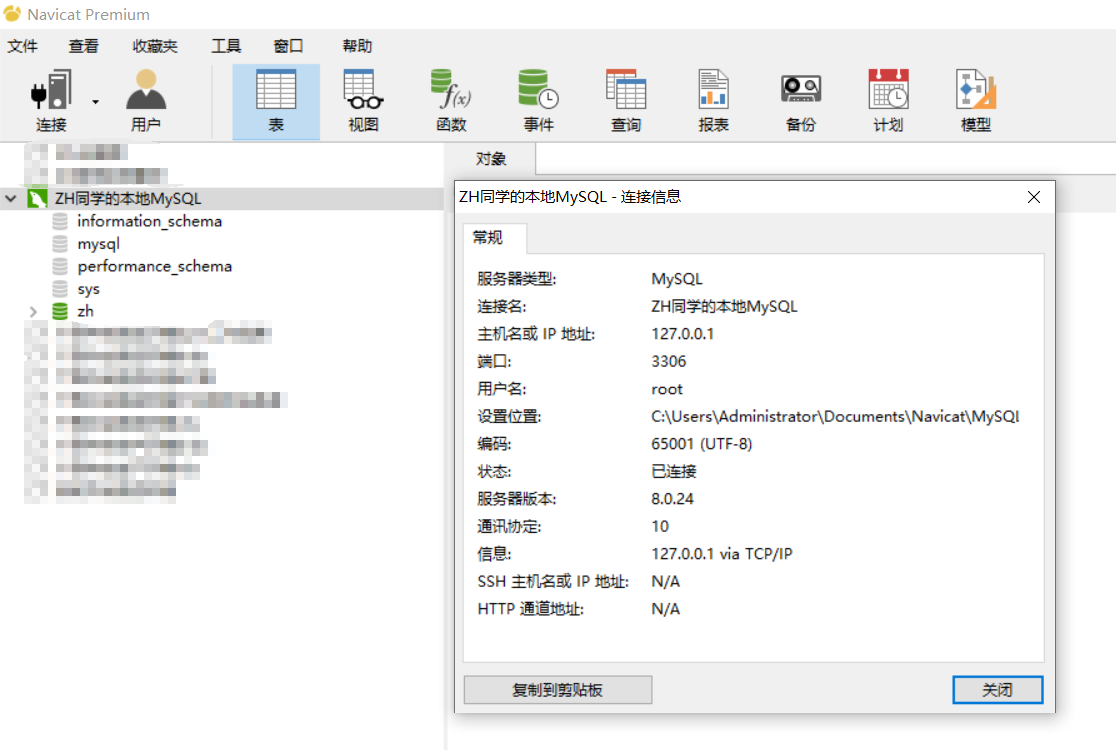 Navicat Premium
文件 查看 收藏夹 工具 窗口 帮助
连接 用户 表 视图 函数 事件 查询 报表 备份 计划 模型
f(x)
对象
ZH同学的本地MySQL
information_schema
mysql
performance_schema
sys
zh
ZH同学的本地MySQL - 连接信息
常规
服务器类型: MySQL
连接名: ZH同学的本地MySQL
主机名或 IP 地址: 127.0.0.1
端口: 3306
用户名: root
设置位置: C:\Users\Administrator\Documents\Navicat\MySQl
编码: 65001 (UTF-8)
状态: 已连接
服务器版本: 8.0.24
通讯协定: 10
信息: 127.0.0.1 via TCP/IP
SSH 主机名或 IP 地址: N/A
HTTP 通道地址: N/A
复制到剪贴板 关闭